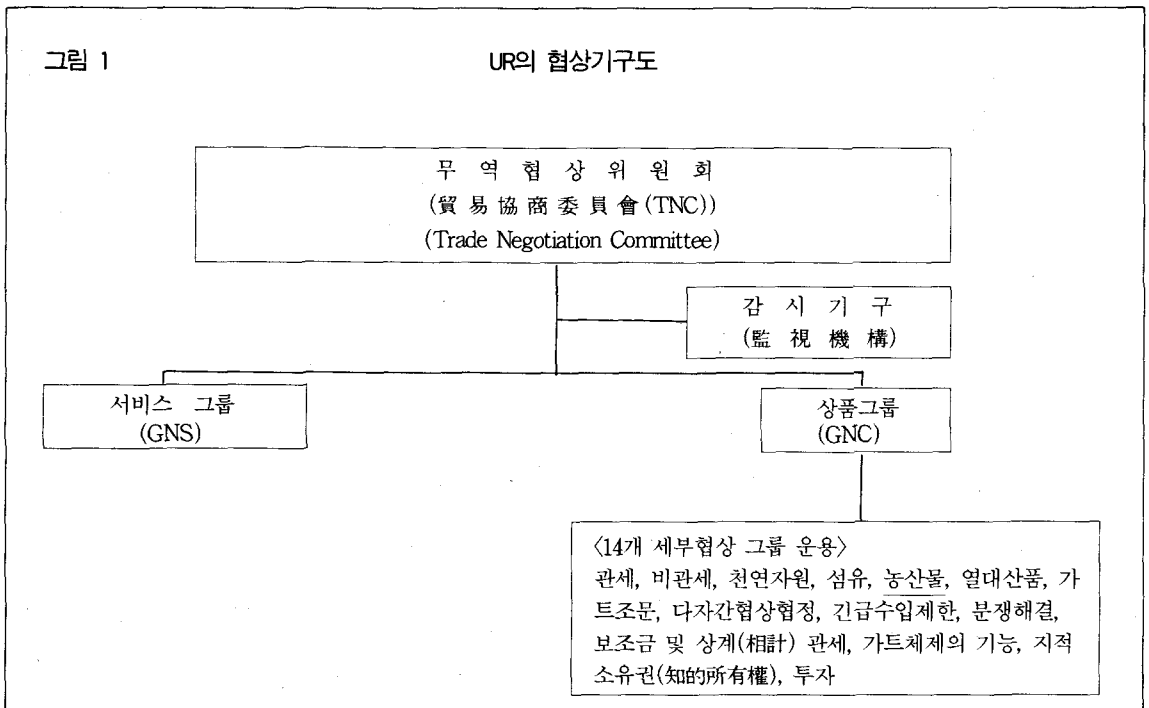 그림 1
UR의 협상기구도
무 역 협 상 위 원 회
(貿易協商委員會(TNC))
(Trade Negotiation Committee)
감 시 기 구
(監視機構)
서비스 그룹
(GNS)
상품그룹
(GNC)
〈14개 세부협상 그룹 운용〉
관세, 비관세, 천연자원, 섬유, 농산물, 열대산품, 가
트조문, 다자간협상협정, 긴급수입제한, 분쟁해결,
보조금 및 상계(相計) 관세, 가트체제의 기능, 지적
소유권(知的所有權), 투자